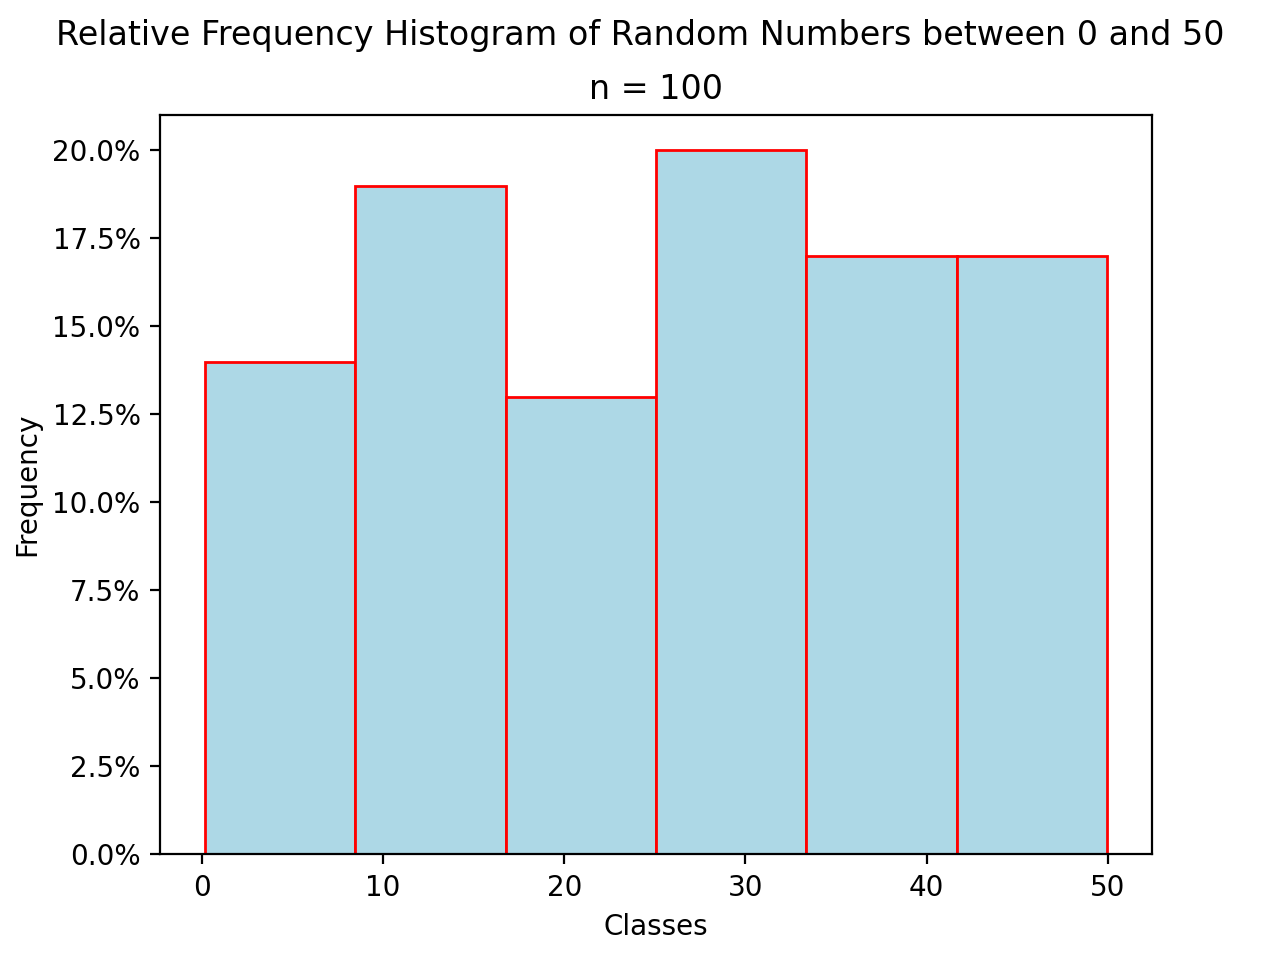 Relative Frequency Histogram of Random Numbers between 0 and 50
n = 100
20.0%
17.5%
15.0%
12.5%
10.0%
7.5%
5.0%
2.5%
0.0%
Frequency
0 10 20 30 40 50
Classes